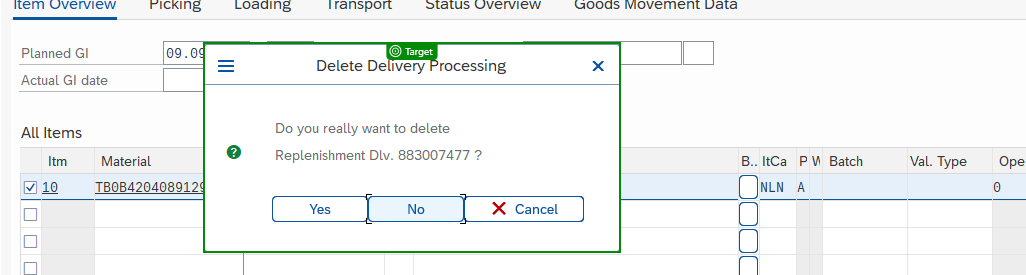 Item Overview Picking Loading Transport Status Overview Goods Movement Data
Planned GI 09.09
Actual GI date
Target
Delete Delivery Processing
Do you really want to delete
Replenishment Dlv. 883007477 ?
Yes No Cancel
All Items
Itm Material B.. ItCa P W Batch Val. Type Ope
10 TB0B4204089129 NLN A 0